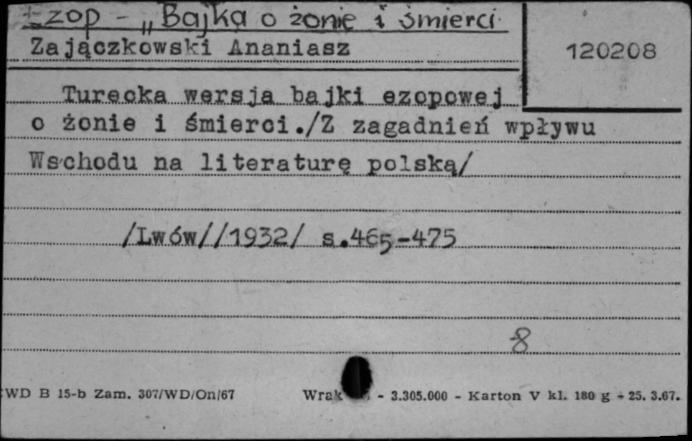 Ezop - „Bajka o żonie i śmierci
Zajączkowski Ananiasz
120208
Turecka wersja bajki ezopowej
o żonie i śmierci./Z zagadnień wpływu
Wschodu na literaturę polską/
/Lwów//1932/ s.465-475
8
WD B 15-b Zam. 307/WD/On/67
- 3.305.000 - Karton V kl. 180 g - 25. 3.67.